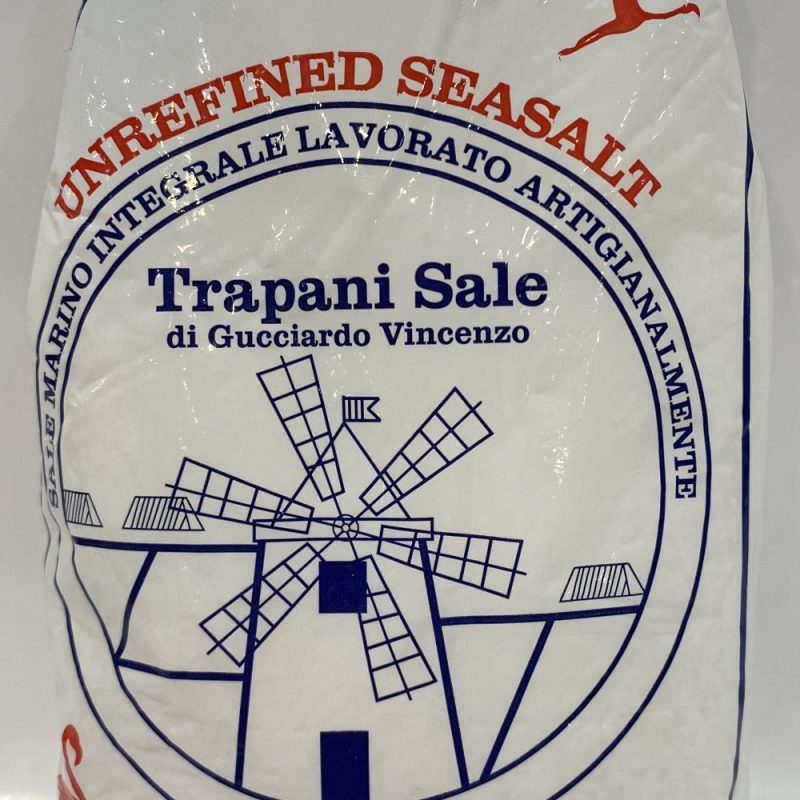 UNREFINED SEASALT
SALE MARINO INTEGRALE LAVORATO ARTIGIANALMENTE
Trapani Sale
di Gucciardo Vincenzo